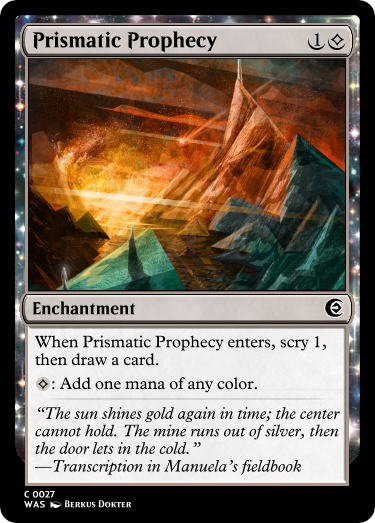 Prismatic Prophecy 1
Enchantment
When Prismatic Prophecy enters, scry 1,
then draw a card.
: Add one mana of any color.
“The sun shines gold again in time; the center
cannot hold. The mine runs out of silver, then
the door lets in the cold.”
—Transcription in Manuela’s fieldbook
C 0027
WAS Berkus Dokter